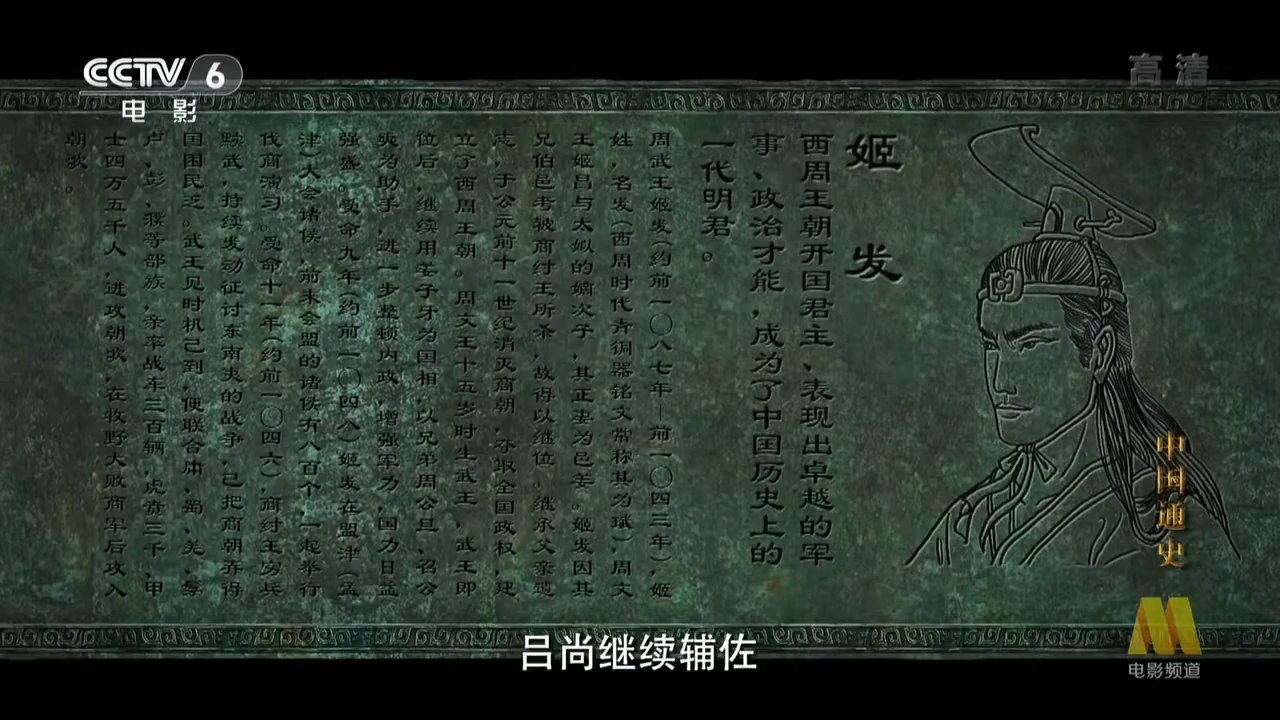 CCTV 6
电影
高清
姬发
西周王朝开国君主、表现出卓越的军
事、政治才能，成为了中国历史上的
一代明君。
周武王姬发(约前一〇八七年—前一〇四三年)，姬
姓，名发(西周时代青铜器铭文常称其为珷)，周文
王姬昌与太姒的嫡次子，其正妻为邑姜。姬发因其
兄伯邑考被商纣王所杀，故得以继位。继承父亲遗
志，于公元前十一世纪消灭商朝，夺取全国政权，建
立了西周王朝。周文王十五岁时生武王，武王即
位后，继续用姜子牙为国相，以兄弟周公旦、召公
奭为助手，进一步整顿内政，增强军力，国力日益
强盛。受命九年(约前一〇四八)姬发在盟津(孟
津)大会诸侯，前来会盟的诸侯有八百个，一起举行
伐商演习。受命十一年(约前一〇四六)，商纣王穷兵
黩武，持续发动征讨东南夷的战争，已把商朝弄得
国困民乏。武王见时机已到，便联合庸、蜀、羌、髳
卢、彭、濮等部族，亲率战车三百辆，虎贲三千，甲
士四万五千人，进攻朝歌，在牧野大败商军后攻入
朝歌。
中国通史
吕尚继续辅佐
电影频道